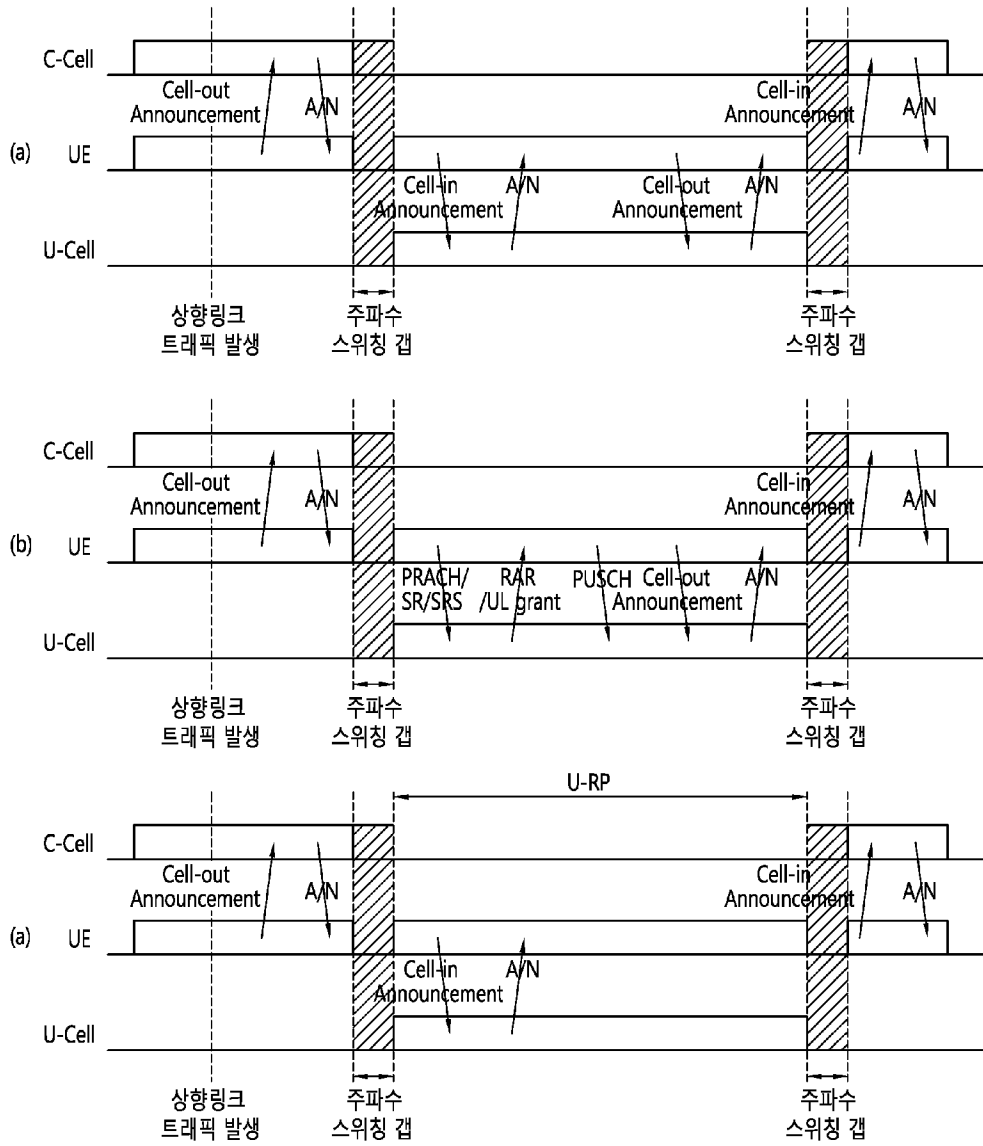 C-Cell
Cell-out
Announcement
A/N
Cell-in
Announcement
A/N
(a) UE
Cell-in
Announcement
A/N
Cell-out
Announcement
A/N
U-Cell
상향링크
트래픽 발생
주파수
스위칭 갭
주파수
스위칭 갭
C-Cell
Cell-out
Announcement
A/N
Cell-in
Announcement
A/N
(b) UE
PRACH/
SR/SRS
RAR
/UL grant
PUSCH
Cell-out
Announcement
A/N
U-Cell
상향링크
트래픽 발생
주파수
스위칭 갭
주파수
스위칭 갭
U-RP
C-Cell
Cell-out
Announcement
A/N
Cell-in
Announcement
A/N
(a) UE
Cell-in
Announcement
A/N
U-Cell
상향링크
트래픽 발생
주파수
스위칭 갭
주파수
스위칭 갭